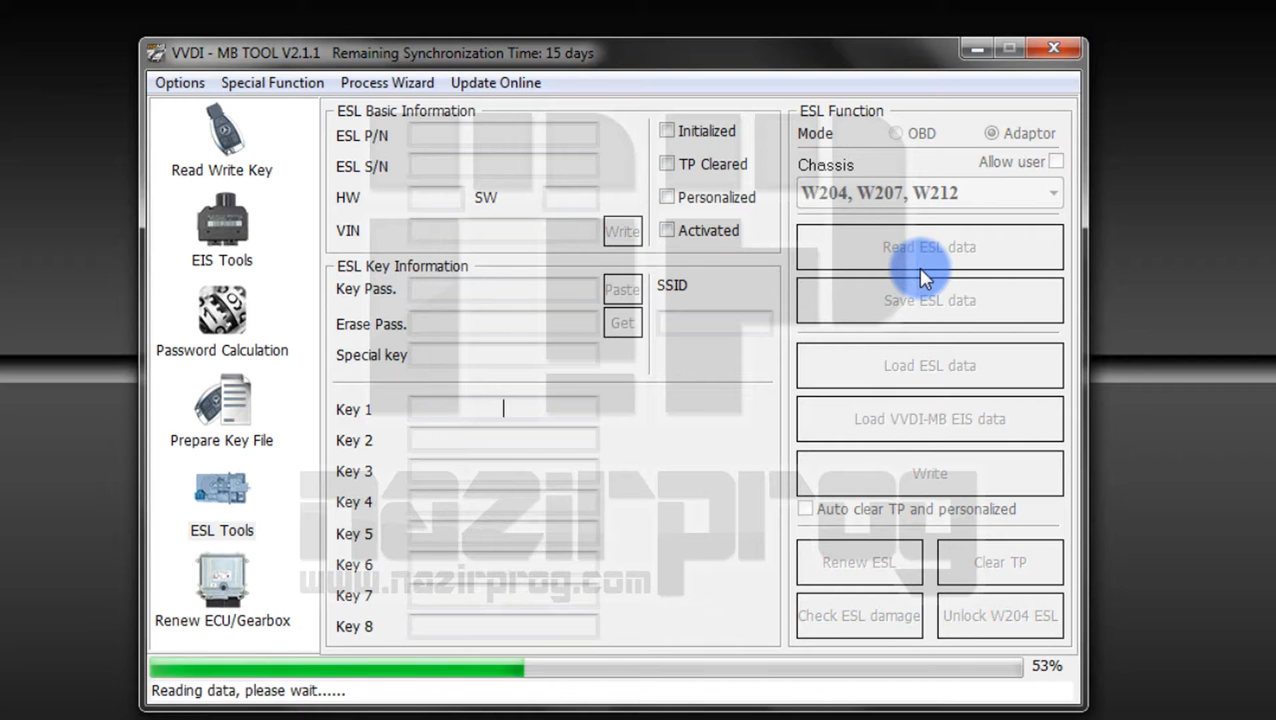 VVDI - MB TOOL V2.1.1 Remaining Synchronization Time: 15 days
Options Special Function Process Wizard Update Online
Read Write Key
EIS Tools
Password Calculation
Prepare Key File
ESL Tools
Renew ECU/Gearbox
ESL Basic Information
ESL P/N
ESL S/N
HW SW
VIN Write
Initialized
TP Cleared
Personalized
Activated
ESL Key Information
Key Pass. Paste
Erase Pass. Get
Special key
SSID
Key 1
Key 2
Key 3
Key 4
Key 5
Key 6
Key 7
Key 8
ESL Function
Mode OBD Adaptor
Chassis Allow user
W204, W207, W212
Read ESL data
Save ESL data
Load ESL data
Load VVDI-MB EIS data
Write
Auto clear TP and personalized
Renew ESL Clear TP
Check ESL damage Unlock W204 ESL
nazirprog
www.nazirprog.com
53%
Reading data, please wait......